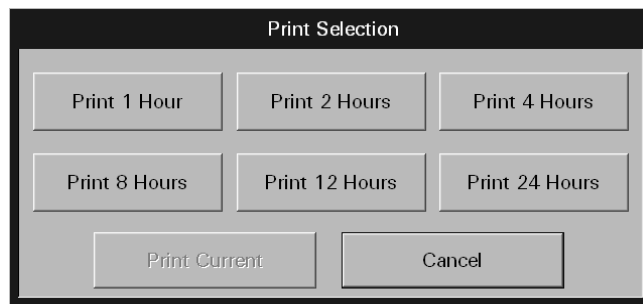 Print Selection
Print 1 Hour
Print 2 Hours
Print 4 Hours
Print 8 Hours
Print 12 Hours
Print 24 Hours
Print Current
Cancel